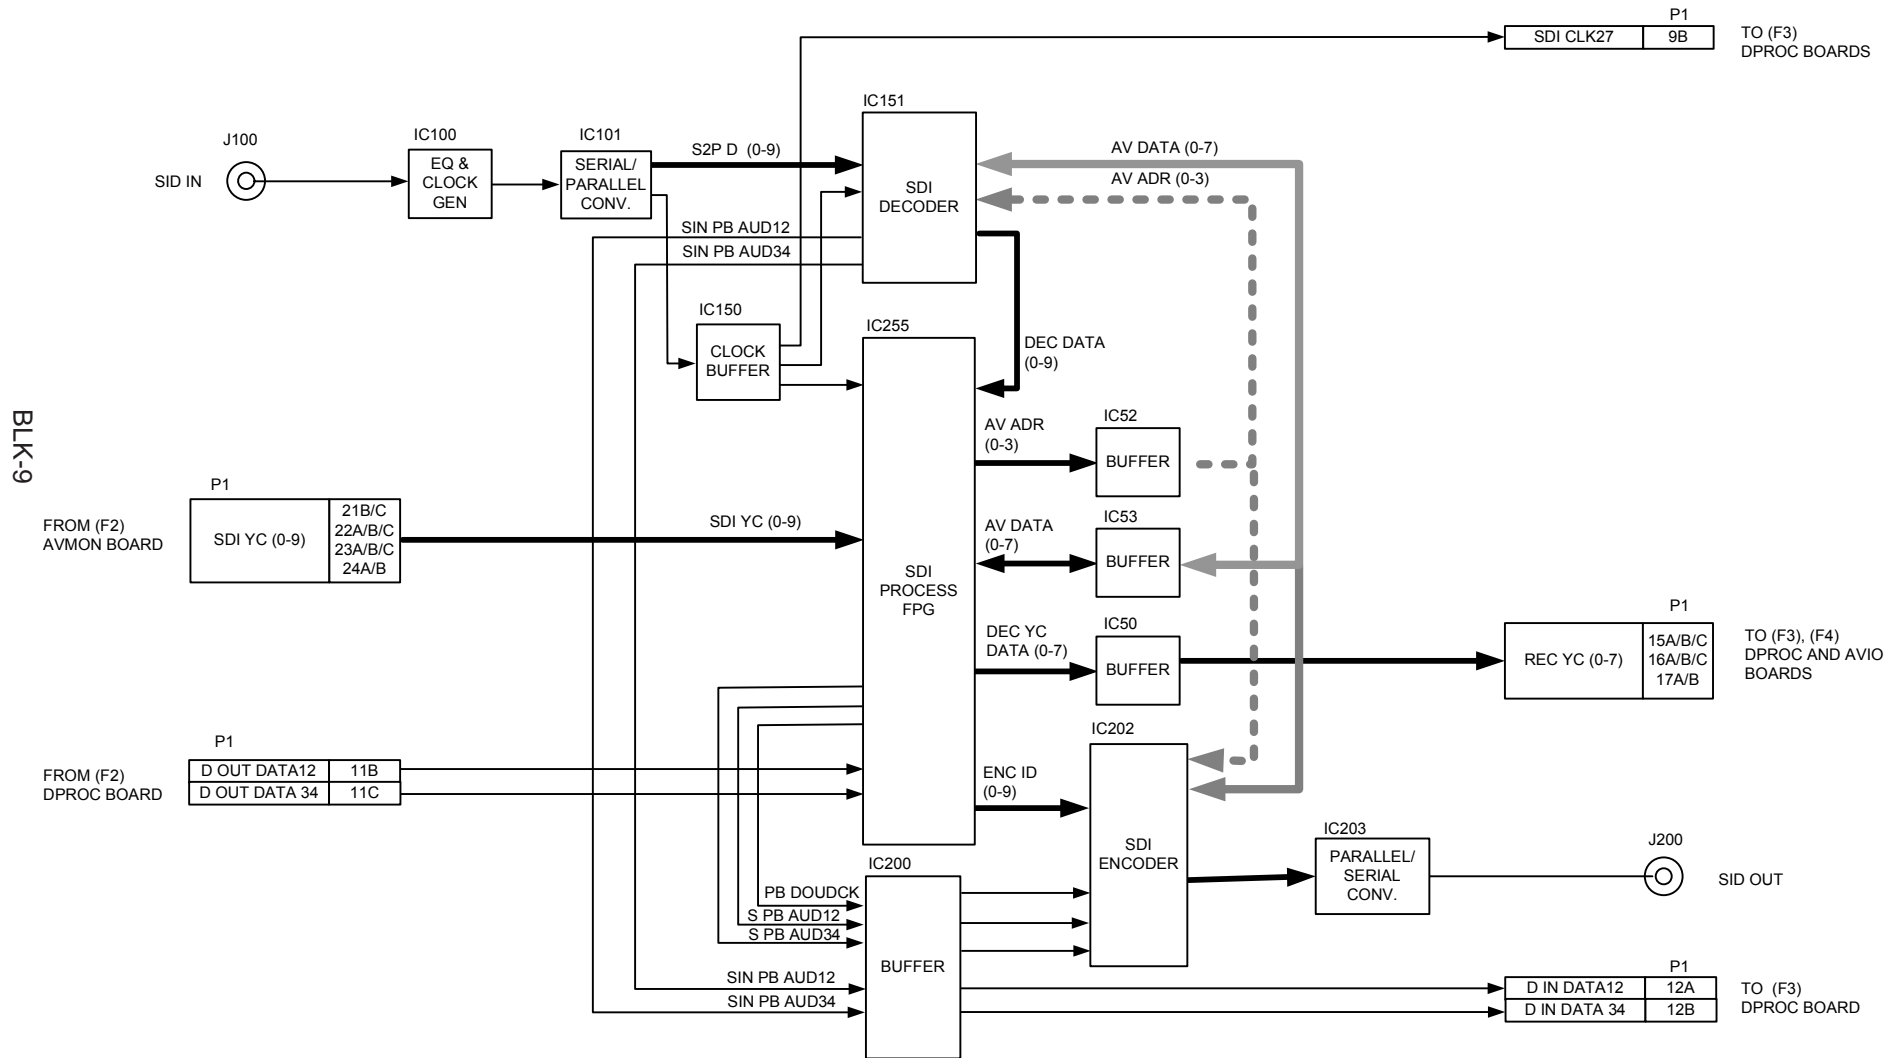 P1
SDI CLK27 9B
TO (F3)
DPROC BOARDS
IC151
J100
IC100
IC101
SID IN
EQ &
CLOCK
GEN
SERIAL/
PARALLEL
CONV.
S2P D (0-9)
SDI
DECODER
AV DATA (0-7)
AV ADR (0-3)
SIN PB AUD12
SIN PB AUD34
IC150
CLOCK
BUFFER
IC255
DEC DATA
(0-9)
BLK-9
P1
FROM (F2)
AVMON BOARD
SDI YC (0-9)
21B/C
22A/B/C
23A/B/C
24A/B
SDI YC (0-9)
SDI
PROCESS
FPG
AV ADR
(0-3)
IC52
BUFFER
AV DATA
(0-7)
IC53
BUFFER
DEC YC
DATA (0-7)
IC50
BUFFER
P1
REC YC (0-7)
15A/B/C
16A/B/C
17A/B
TO (F3), (F4)
DPROC AND AVIO
BOARDS
P1
FROM (F2)
DPROC BOARD
D OUT DATA12 11B
D OUT DATA 34 11C
ENC ID
(0-9)
IC202
SDI
ENCODER
IC203
PARALLEL/
SERIAL
CONV.
J200
SID OUT
IC200
PB DOUDCK
S PB AUD12
S PB AUD34
BUFFER
SIN PB AUD12
SIN PB AUD34
P1
D IN DATA12 12A
D IN DATA 34 12B
TO (F3)
DPROC BOARD